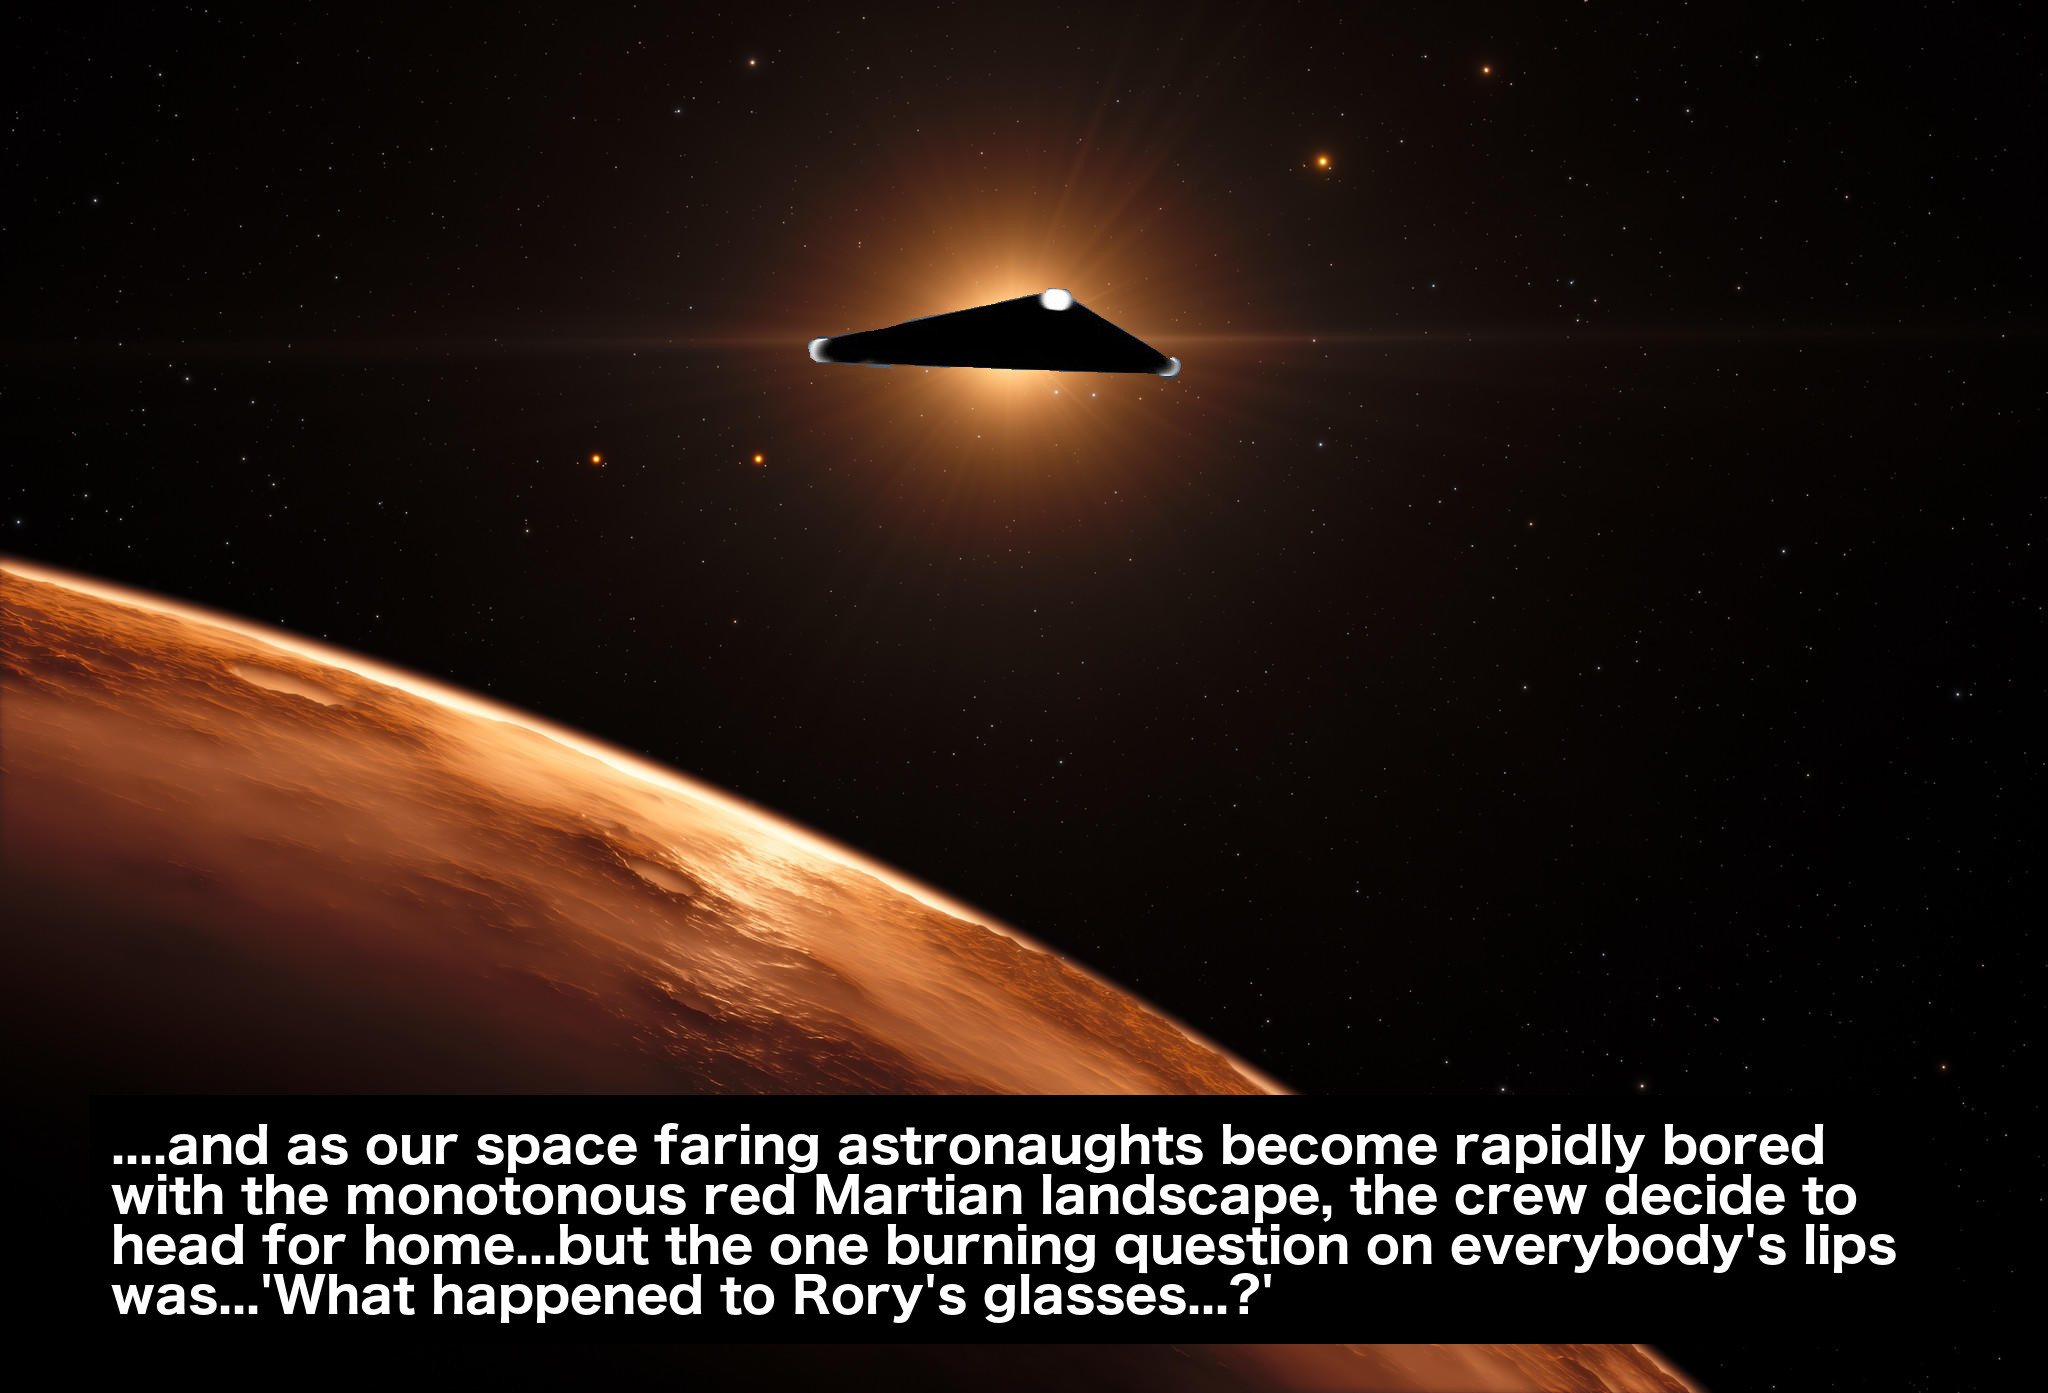 ....and as our space faring astronaughts become rapidly bored
with the monotonous red Martian landscape, the crew decide to
head for home...but the one burning question on everybody's lips
was...'What happened to Rory's glasses...?'